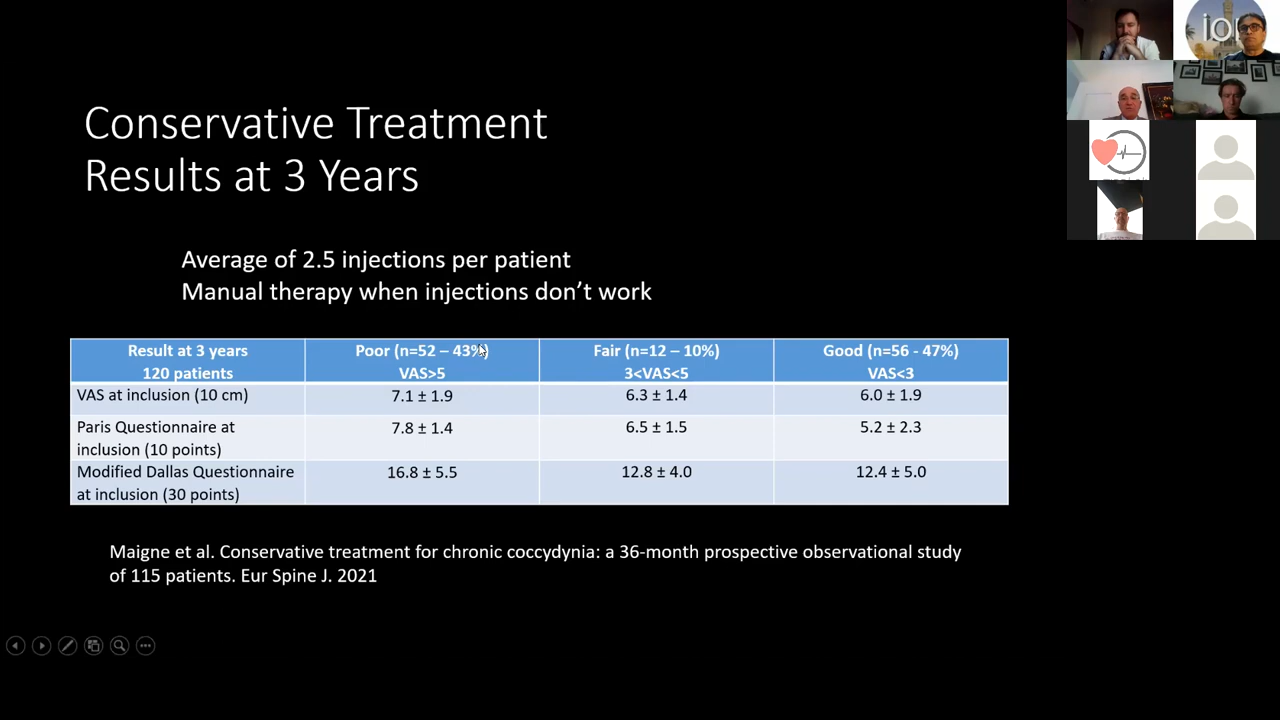 Conservative Treatment
Results at 3 Years
Average of 2.5 injections per patient
Manual therapy when injections don’t work
Result at 3 years
120 patients
Poor (n=52 – 43%)
VAS>5
Fair (n=12 – 10%)
3<VAS<5
Good (n=56 - 47%)
VAS<3
VAS at inclusion (10 cm)
7.1 ± 1.9
6.3 ± 1.4
6.0 ± 1.9
Paris Questionnaire at
inclusion (10 points)
7.8 ± 1.4
6.5 ± 1.5
5.2 ± 2.3
Modified Dallas Questionnaire
at inclusion (30 points)
16.8 ± 5.5
12.8 ± 4.0
12.4 ± 5.0
Maigne et al. Conservative treatment for chronic coccydynia: a 36-month prospective observational study
of 115 patients. Eur Spine J. 2021